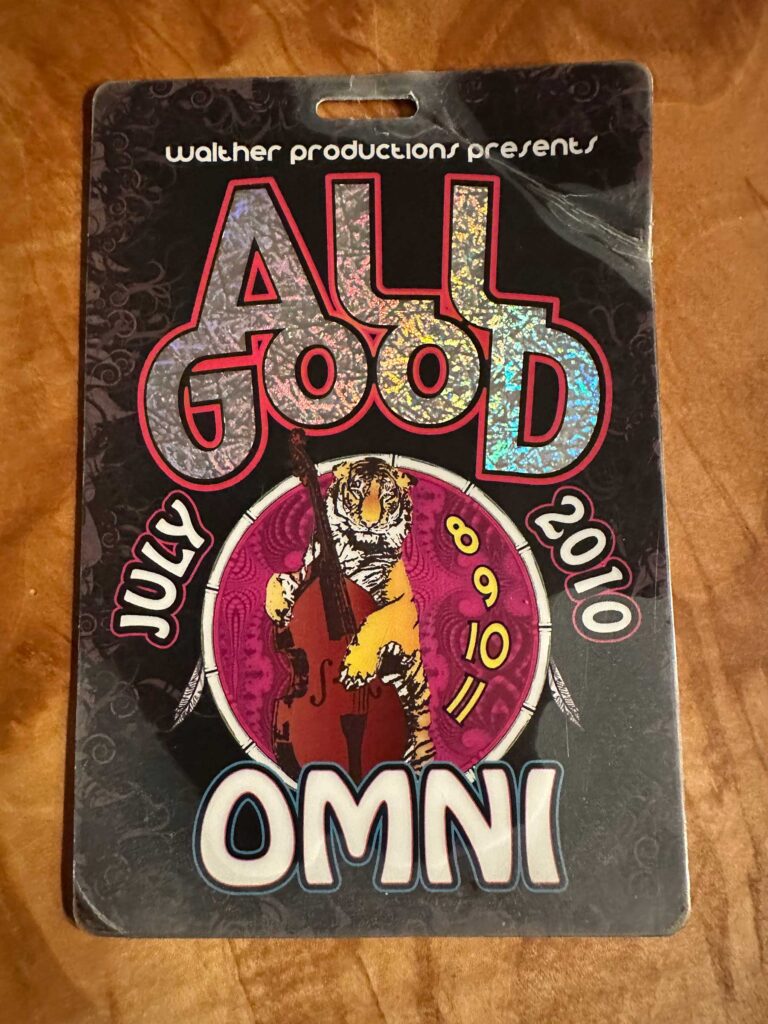 walther productions presents
ALL
GOOD
JULY
2010
8
9
10
11
OMNI